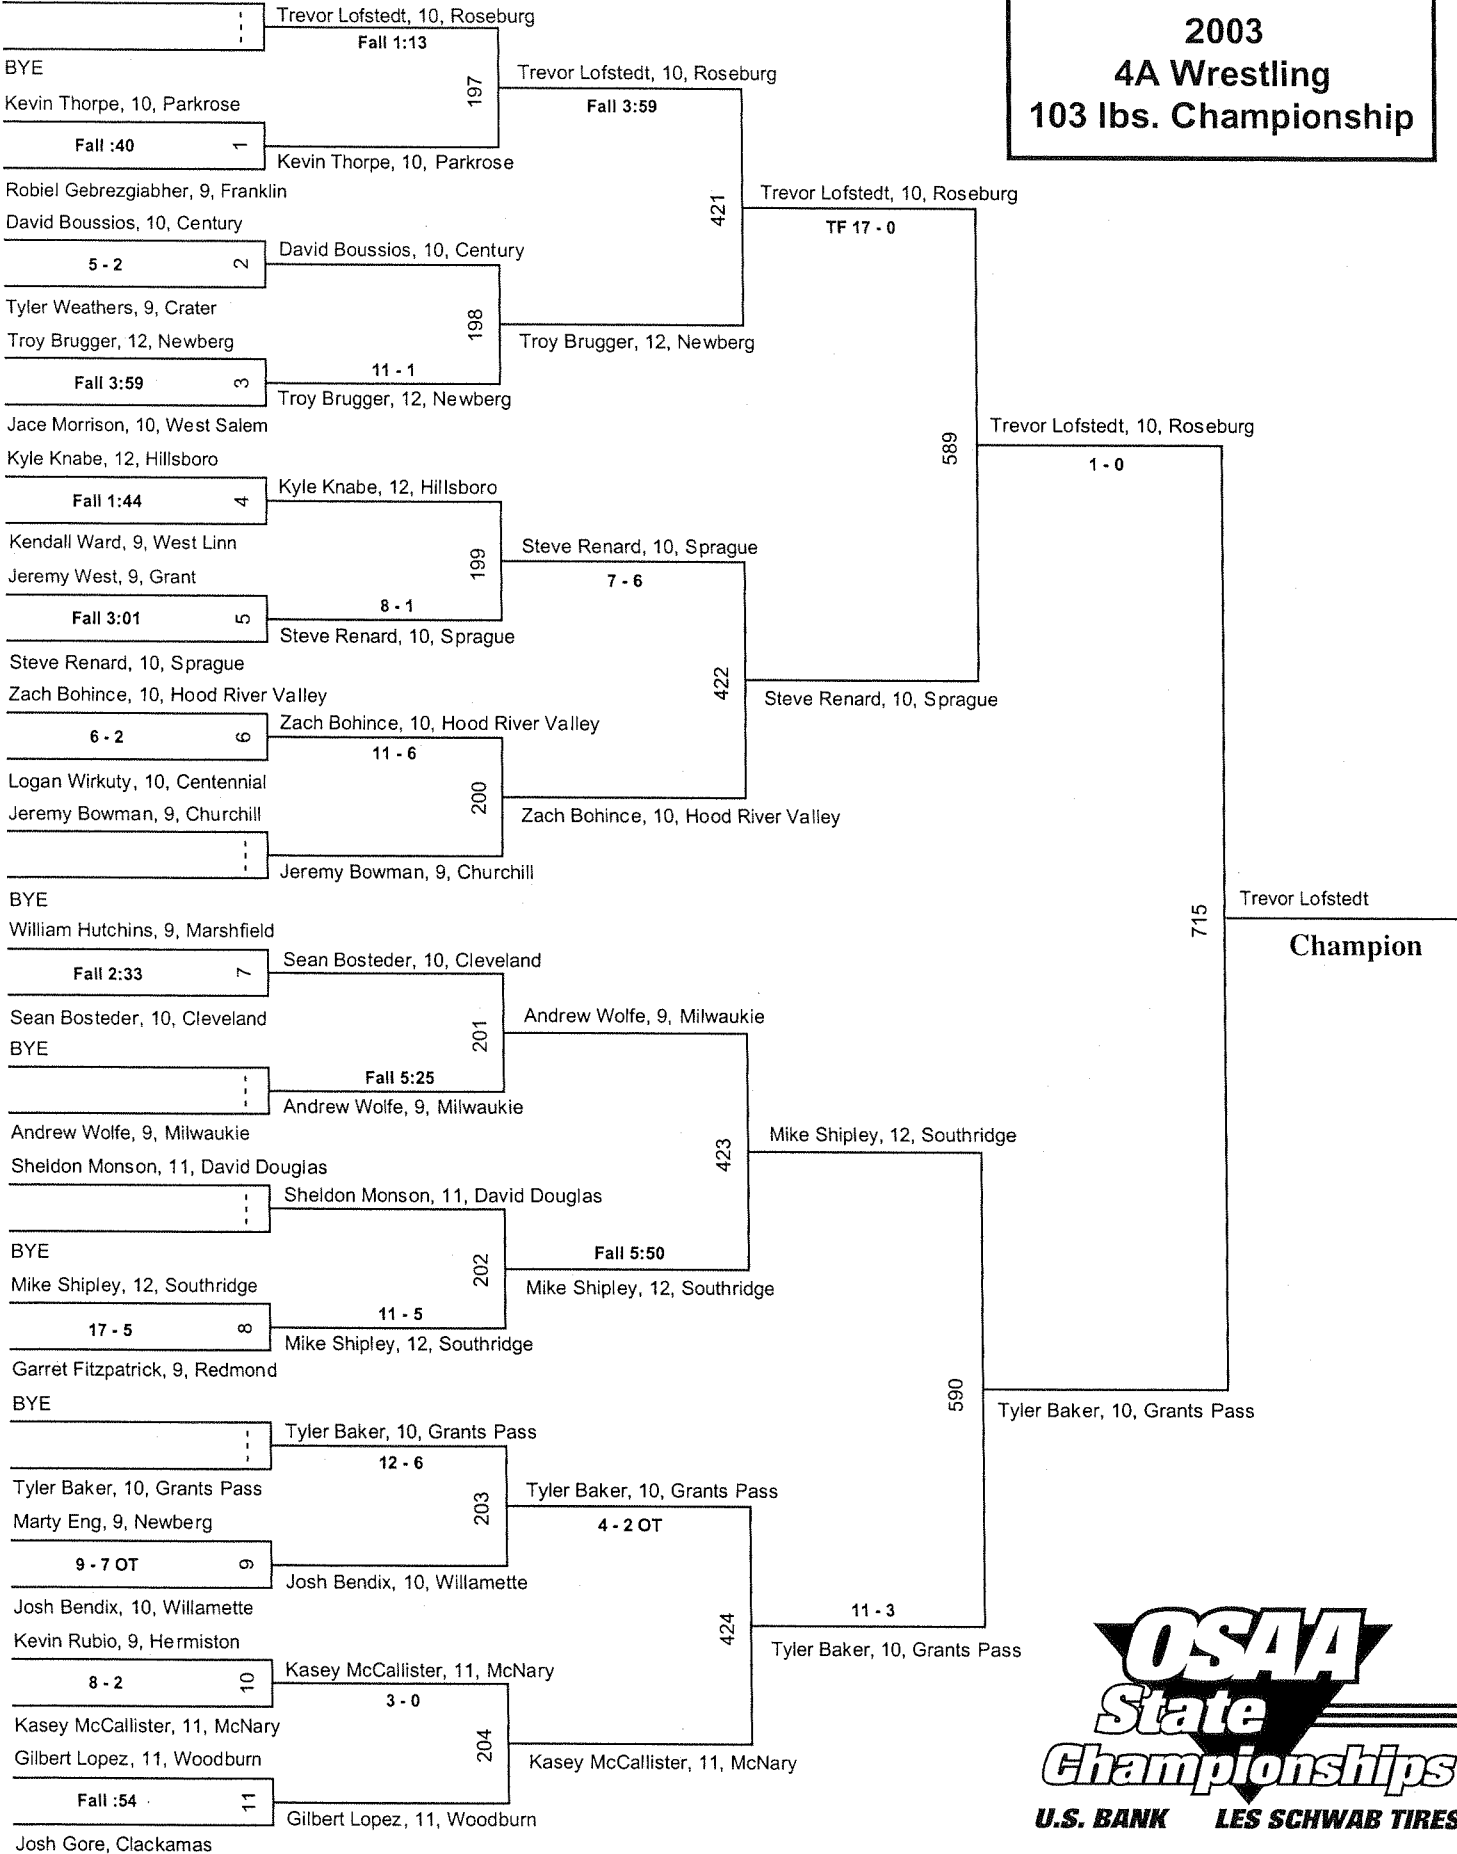 2003
4A Wrestling
103 lbs. Championship
Trevor Lofstedt, 10, Roseburg
Fall 1:13
BYE
Kevin Thorpe, 10, Parkrose
Fall :40
1
Kevin Thorpe, 10, Parkrose
Robiel Gebrezgiabher, 9, Franklin
197
Trevor Lofstedt, 10, Roseburg
Fall 3:59
David Boussios, 10, Century
5 - 2
2
David Boussios, 10, Century
Tyler Weathers, 9, Crater
Troy Brugger, 12, Newberg
Fall 3:59
3
11 - 1
Troy Brugger, 12, Newberg
Jace Morrison, 10, West Salem
198
Troy Brugger, 12, Newberg
421
Trevor Lofstedt, 10, Roseburg
TF 17 - 0
Kyle Knabe, 12, Hillsboro
Fall 1:44
4
Kyle Knabe, 12, Hillsboro
Kendall Ward, 9, West Linn
Jeremy West, 9, Grant
Fall 3:01
5
8 - 1
Steve Renard, 10, Sprague
Steve Renard, 10, Sprague
199
Steve Renard, 10, Sprague
7 - 6
Zach Bohince, 10, Hood River Valley
6 - 2
6
Zach Bohince, 10, Hood River Valley
11 - 6
Logan Wirkuty, 10, Centennial
Jeremy Bowman, 9, Churchill
Jeremy Bowman, 9, Churchill
BYE
200
Zach Bohince, 10, Hood River Valley
422
Steve Renard, 10, Sprague
589
Trevor Lofstedt, 10, Roseburg
1 - 0
William Hutchins, 9, Marshfield
Fall 2:33
7
Sean Bosteder, 10, Cleveland
Sean Bosteder, 10, Cleveland
BYE
Fall 5:25
Andrew Wolfe, 9, Milwaukie
Andrew Wolfe, 9, Milwaukie
201
Andrew Wolfe, 9, Milwaukie
Sheldon Monson, 11, David Douglas
Sheldon Monson, 11, David Douglas
BYE
Mike Shipley, 12, Southridge
17 - 5
8
11 - 5
Mike Shipley, 12, Southridge
Garret Fitzpatrick, 9, Redmond
202
Fall 5:50
Mike Shipley, 12, Southridge
423
Mike Shipley, 12, Southridge
BYE
Tyler Baker, 10, Grants Pass
12 - 6
Tyler Baker, 10, Grants Pass
Marty Eng, 9, Newberg
9 - 7 OT
9
Josh Bendix, 10, Willamette
Josh Bendix, 10, Willamette
203
Tyler Baker, 10, Grants Pass
4 - 2 OT
Kevin Rubio, 9, Hermiston
8 - 2
10
Kasey McCallister, 11, McNary
3 - 0
Kasey McCallister, 11, McNary
Gilbert Lopez, 11, Woodburn
Fall :54
11
Gilbert Lopez, 11, Woodburn
Josh Gore, Clackamas
204
Kasey McCallister, 11, McNary
424
11 - 3
Tyler Baker, 10, Grants Pass
590
Tyler Baker, 10, Grants Pass
715
Trevor Lofstedt
Champion
OSAA
State
Championships
U.S. BANK LES SCHWAB TIRES